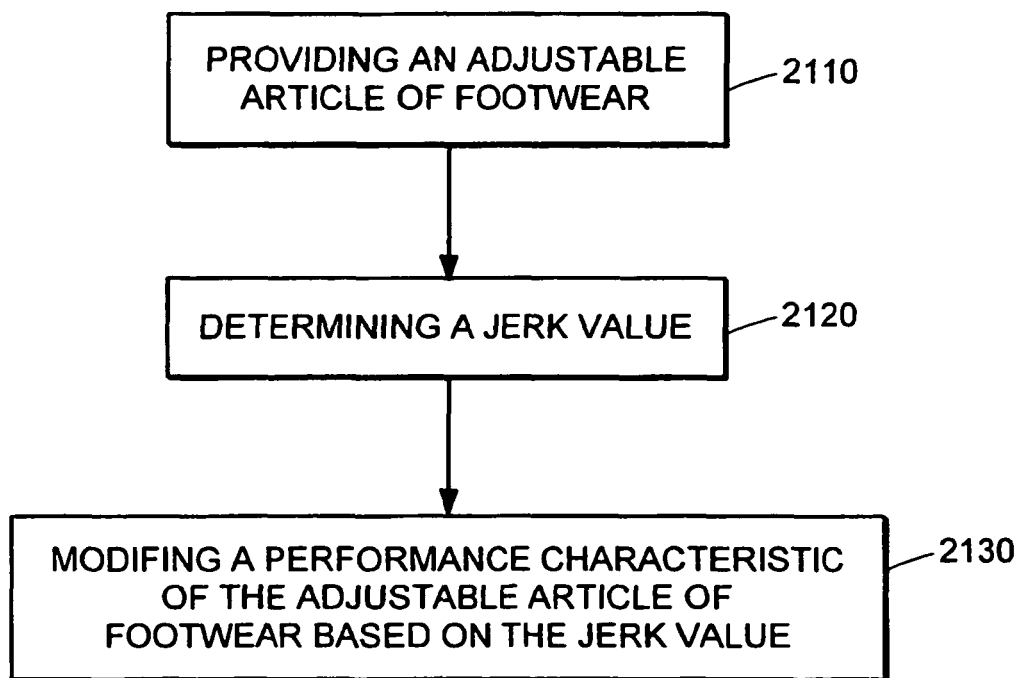 PROVIDING AN ADJUSTABLE
ARTICLE OF FOOTWEAR
2110
DETERMINING A JERK VALUE
2120
MODIFING A PERFORMANCE CHARACTERISTIC
OF THE ADJUSTABLE ARTICLE OF
FOOTWEAR BASED ON THE JERK VALUE
2130